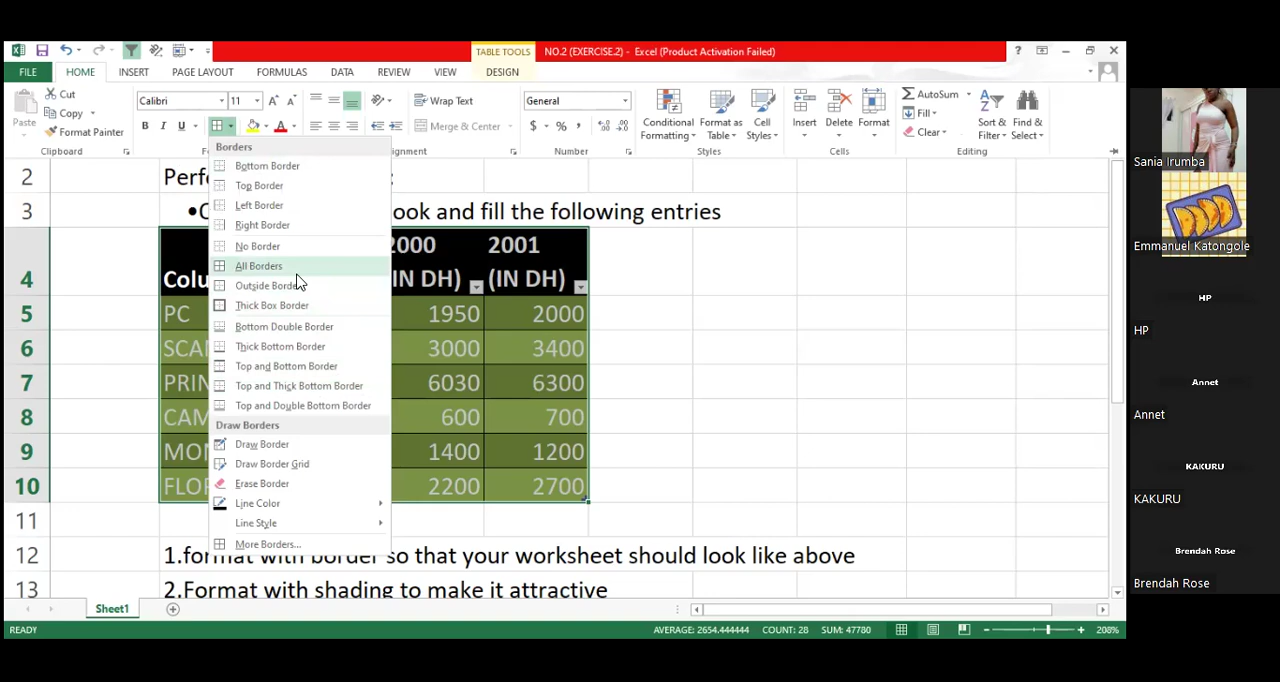 TABLE TOOLS NO.2 (EXERCISE.2) - Excel (Product Activation Failed) ?
FILE HOME INSERT PAGE LAYOUT FORMULAS DATA REVIEW VIEW DESIGN
Cut
Copy
Format Painter
Paste
Clipboard
Calibri 11
B I U A
Wrap Text
Merge & Center
General
$ % ,
Number
Conditional Formatting
Format as Table
Cell Styles
Styles
Insert Delete Format
Cells
AutoSum
Fill
Clear
Sort & Filter
Find & Select
Editing
Borders
Bottom Border
Top Border
Left Border
Right Border
No Border
All Borders
Outside Borde
Thick Box Border
Bottom Double Border
Thick Bottom Border
Top and Bottom Border
Top and Thick Bottom Border
Top and Double Bottom Border
Draw Borders
Draw Border
Draw Border Grid
Erase Border
Line Color
Line Style
More Borders...
2 Perf
3 ook and fill the following entries
4 Colu 2000 (IN DH) 2001 (IN DH)
5 PC 1950 2000
6 SCAN 3000 3400
7 PRIN 6030 6300
8 CAM 600 700
9 MON 1400 1200
10 FLOP 2200 2700
11
12 1.format with border so that your worksheet should look like above
13 2.Format with shading to make it attractive
Sheet1
READY AVERAGE: 2654.444444 COUNT: 28 SUM: 47780 208%
Sania Irumba
Emmanuel Katongole
HP
HP
Annet
Annet
KAKURU
KAKURU
Brendah Rose
Brendah Rose